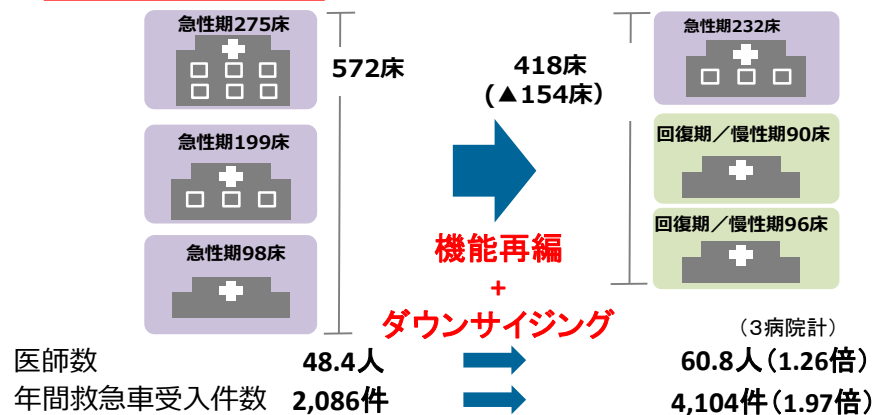 急性期275床
572床
急性期199床
急性期98床
418床
(▲154床)
機能再編
+
ダウンサイジング
急性期232床
回復期／慢性期90床
回復期／慢性期96床
（３病院計）
医師数 48.4人 60.8人（1.26倍）
年間救急車受入件数 2,086件 4,104件（1.97倍）